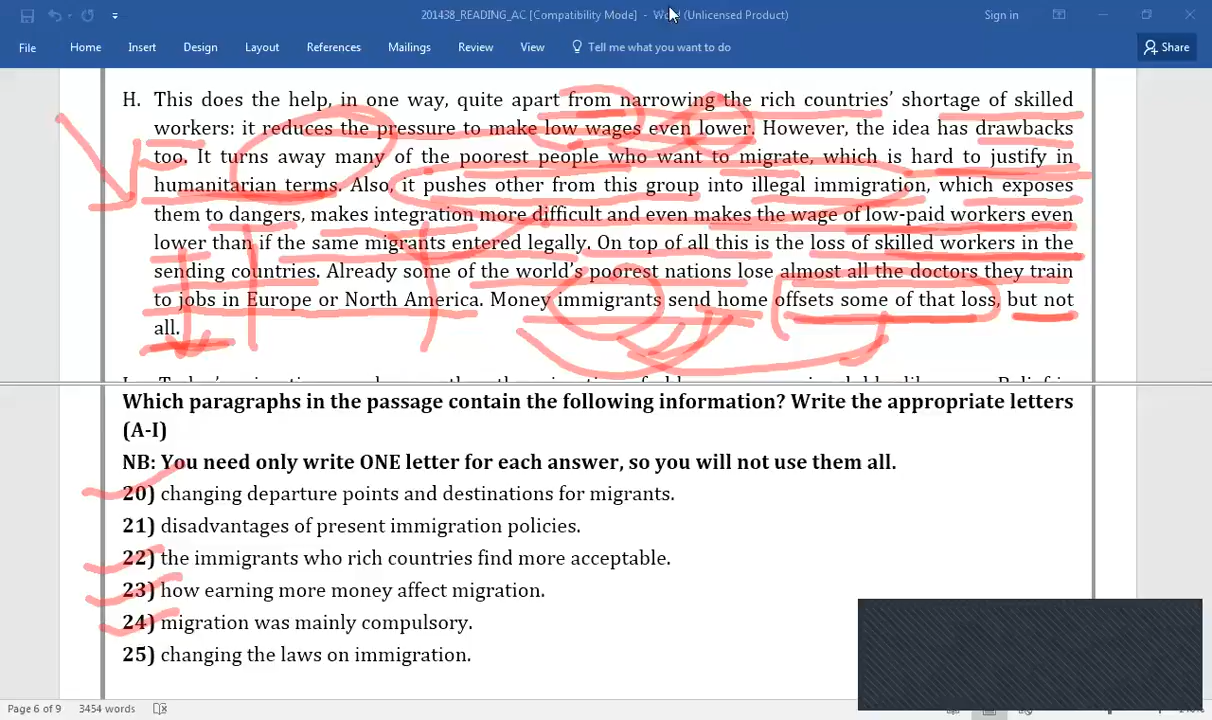 201438_READING_AC [Compatibility Mode] - Wo (Unlicensed Product)
Sign in
File Home Insert Design Layout References Mailings Review View Tell me what you want to do Share
H. This does the help, in one way, quite apart from narrowing the rich countries' shortage of skilled
workers: it reduces the pressure to make low wages even lower. However, the idea has drawbacks
too. It turns away many of the poorest people who want to migrate, which is hard to justify in
humanitarian terms. Also, it pushes other from this group into illegal immigration, which exposes
them to dangers, makes integration more difficult and even makes the wage of low-paid workers even
lower than if the same migrants entered legally. On top of all this is the loss of skilled workers in the
sending countries. Already some of the world's poorest nations lose almost all the doctors they train
to jobs in Europe or North America. Money immigrants send home offsets some of that loss, but not
all.
Which paragraphs in the passage contain the following information? Write the appropriate letters
(A-I)
NB: You need only write ONE letter for each answer, so you will not use them all.
20) changing departure points and destinations for migrants.
21) disadvantages of present immigration policies.
22) the immigrants who rich countries find more acceptable.
23) how earning more money affect migration.
24) migration was mainly compulsory.
25) changing the laws on immigration.
Page 6 of 9 3454 words